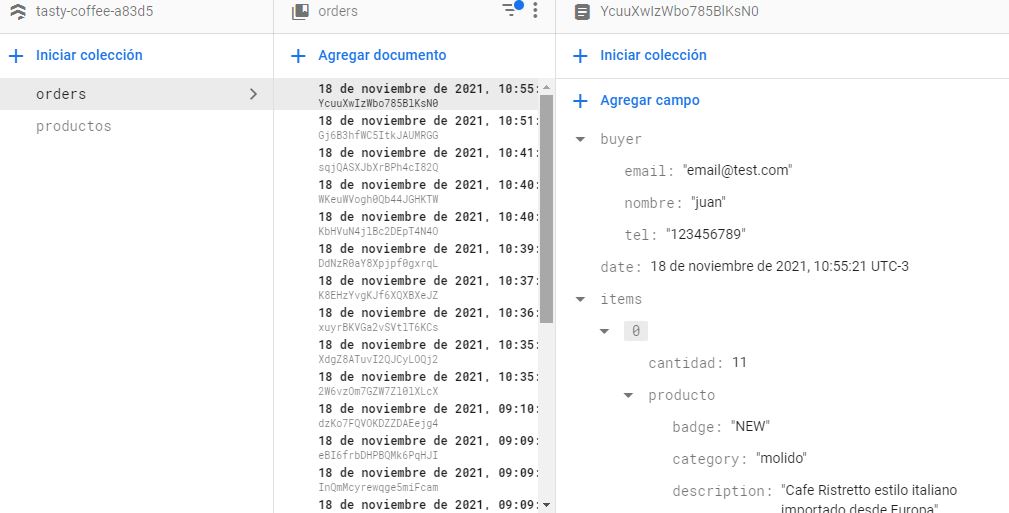 tasty-coffee-a83d5
Iniciar colección
orders
productos
orders
Agregar documento
18 de noviembre de 2021, 10:55:
YcuuXwIzWbo785BlKsN0
18 de noviembre de 2021, 10:51:
Gj6B3hfWC5ItkJAUMRGG
18 de noviembre de 2021, 10:41:
sqjQASXJbXrBPh4cI82Q
18 de noviembre de 2021, 10:40:
WKeuWVogh0Qb44JGHKTW
18 de noviembre de 2021, 10:40:
KbHVuN4jlBc2DEpT4N4O
18 de noviembre de 2021, 10:39:
DdNzR0aY8Xpjpf0gxrqL
18 de noviembre de 2021, 10:37:
K8EHzYvgKJf6XQXBXeJZ
18 de noviembre de 2021, 10:36:
xuyrBKVGa2vSVtlT6KCs
18 de noviembre de 2021, 10:35:
XdgZ8ATuvI2QJCyLOQj2
18 de noviembre de 2021, 10:35:
2W6vzOm7GZW7Zl0lXLcX
18 de noviembre de 2021, 09:10:
dzKo7FQVOKDZZDAEejg4
18 de noviembre de 2021, 09:09:
eBI6frbDHPBQMk6PqHJI
18 de noviembre de 2021, 09:09:
InQmMcyrewqge5miFcam
18 de noviembre de 2021, 09:09:
YcuuXwIzWbo785BlKsN0
Iniciar colección
Agregar campo
buyer
email: "email@test.com"
nombre: "juan"
tel: "123456789"
date: 18 de noviembre de 2021, 10:55:21 UTC-3
items
0
cantidad: 11
producto
badge: "NEW"
category: "molido"
description: "Cafe Ristretto estilo italiano
importado desde Europa"